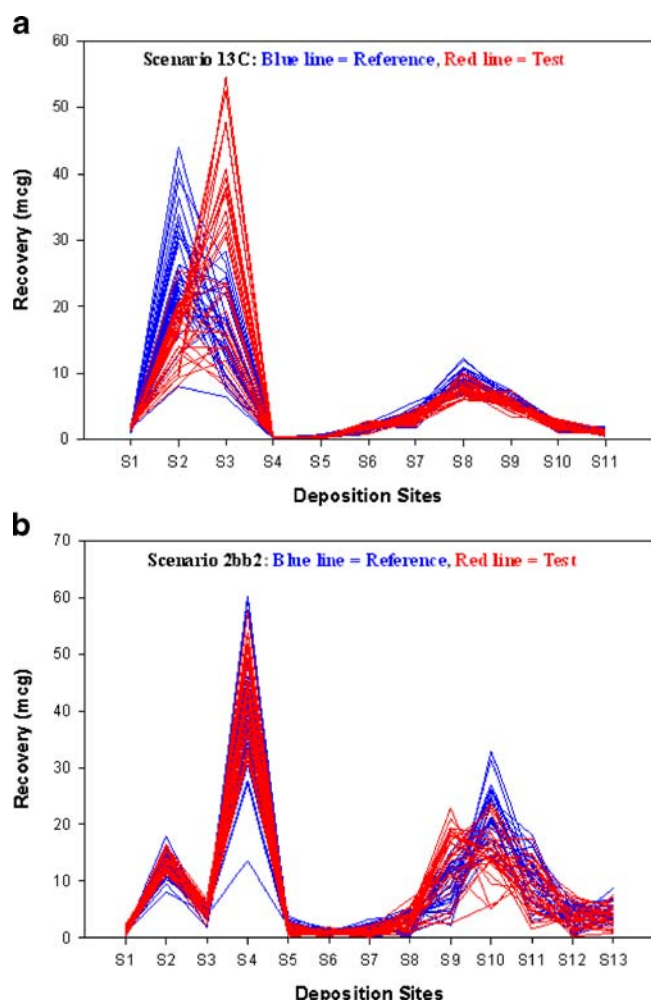 a
60
50
40
30
20
10
0
Recovery (mcg)
Scenario 13C: Blue line = Reference, Red line = Test
S1 S2 S3 S4 S5 S6 S7 S8 S9 S10 S11
Deposition Sites
b
70
60
50
40
30
20
10
0
Recovery (mcg)
Scenario 2bb2: Blue line = Reference, Red line = Test
S1 S2 S3 S4 S5 S6 S7 S8 S9 S10 S11 S12 S13
Deposition Sites